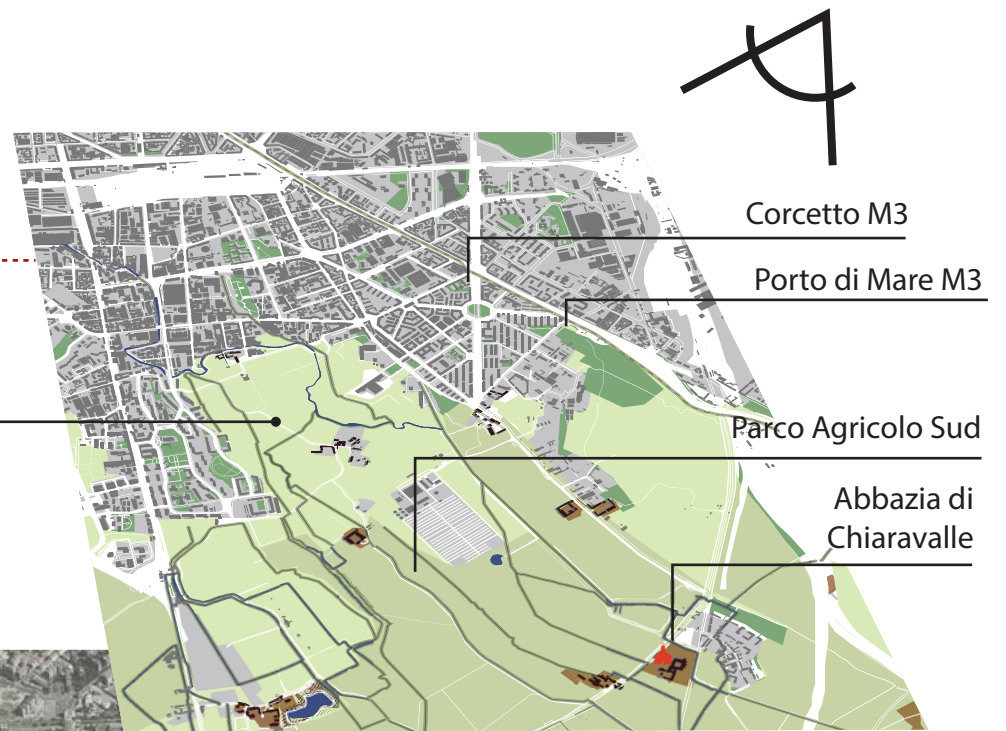 Corcetto M3
Porto di Mare M3
Parco Agricolo Sud
Abbazia di
Chiaravalle